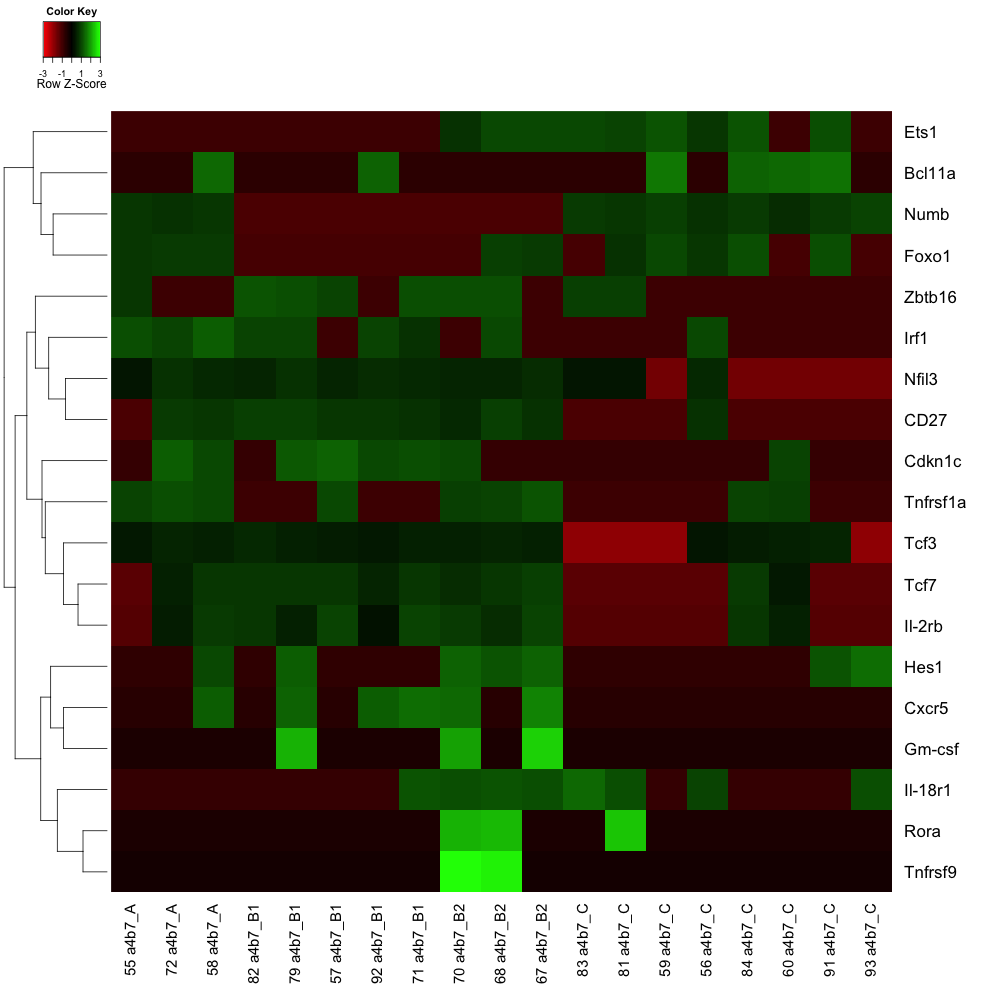 Color Key
-3 -1 1 3
Row Z-Score
Ets1
Bcl11a
Numb
Foxo1
Zbtb16
Irf1
Nfil3
CD27
Cdkn1c
Tnfrsf1a
Tcf3
Tcf7
Il-2rb
Hes1
Cxcr5
Gm-csf
Il-18r1
Rora
Tnfrsf9
55 a4b7_A
72 a4b7_A
58 a4b7_A
82 a4b7_B1
79 a4b7_B1
57 a4b7_B1
92 a4b7_B1
71 a4b7_B1
70 a4b7_B2
68 a4b7_B2
67 a4b7_B2
83 a4b7_C
81 a4b7_C
59 a4b7_C
56 a4b7_C
84 a4b7_C
60 a4b7_C
91 a4b7_C
93 a4b7_C